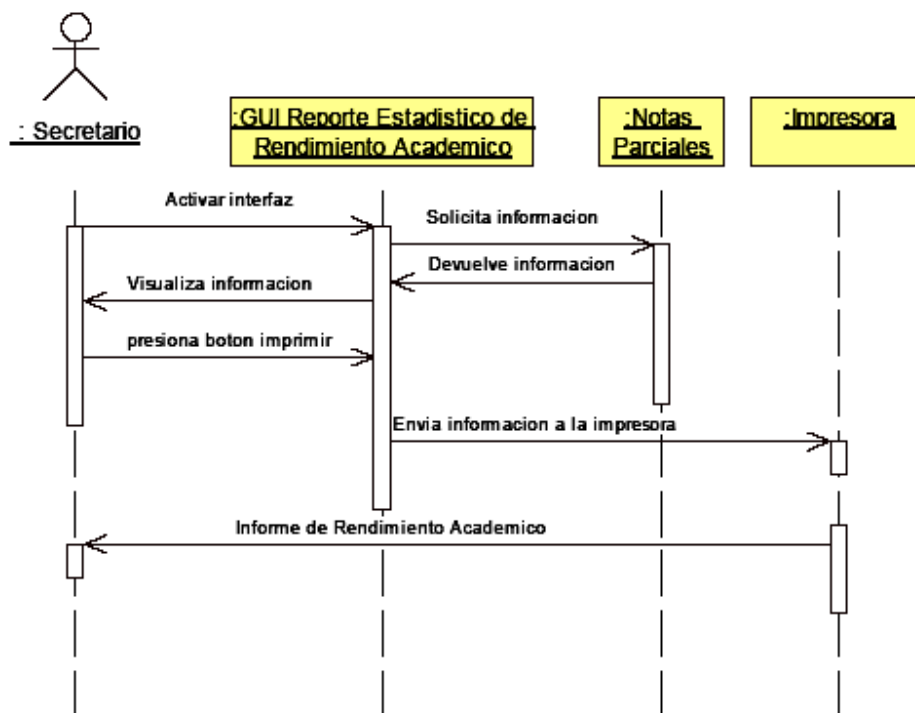 : Secretario
:GUI Reporte Estadistico de
Rendimiento Academico
:Notas
Parciales
:Impresora
Activar interfaz
Solicita informacion
Devuelve informacion
Visualiza informacion
presiona boton imprimir
Envia informacion a la impresora
Informe de Rendimiento Academico